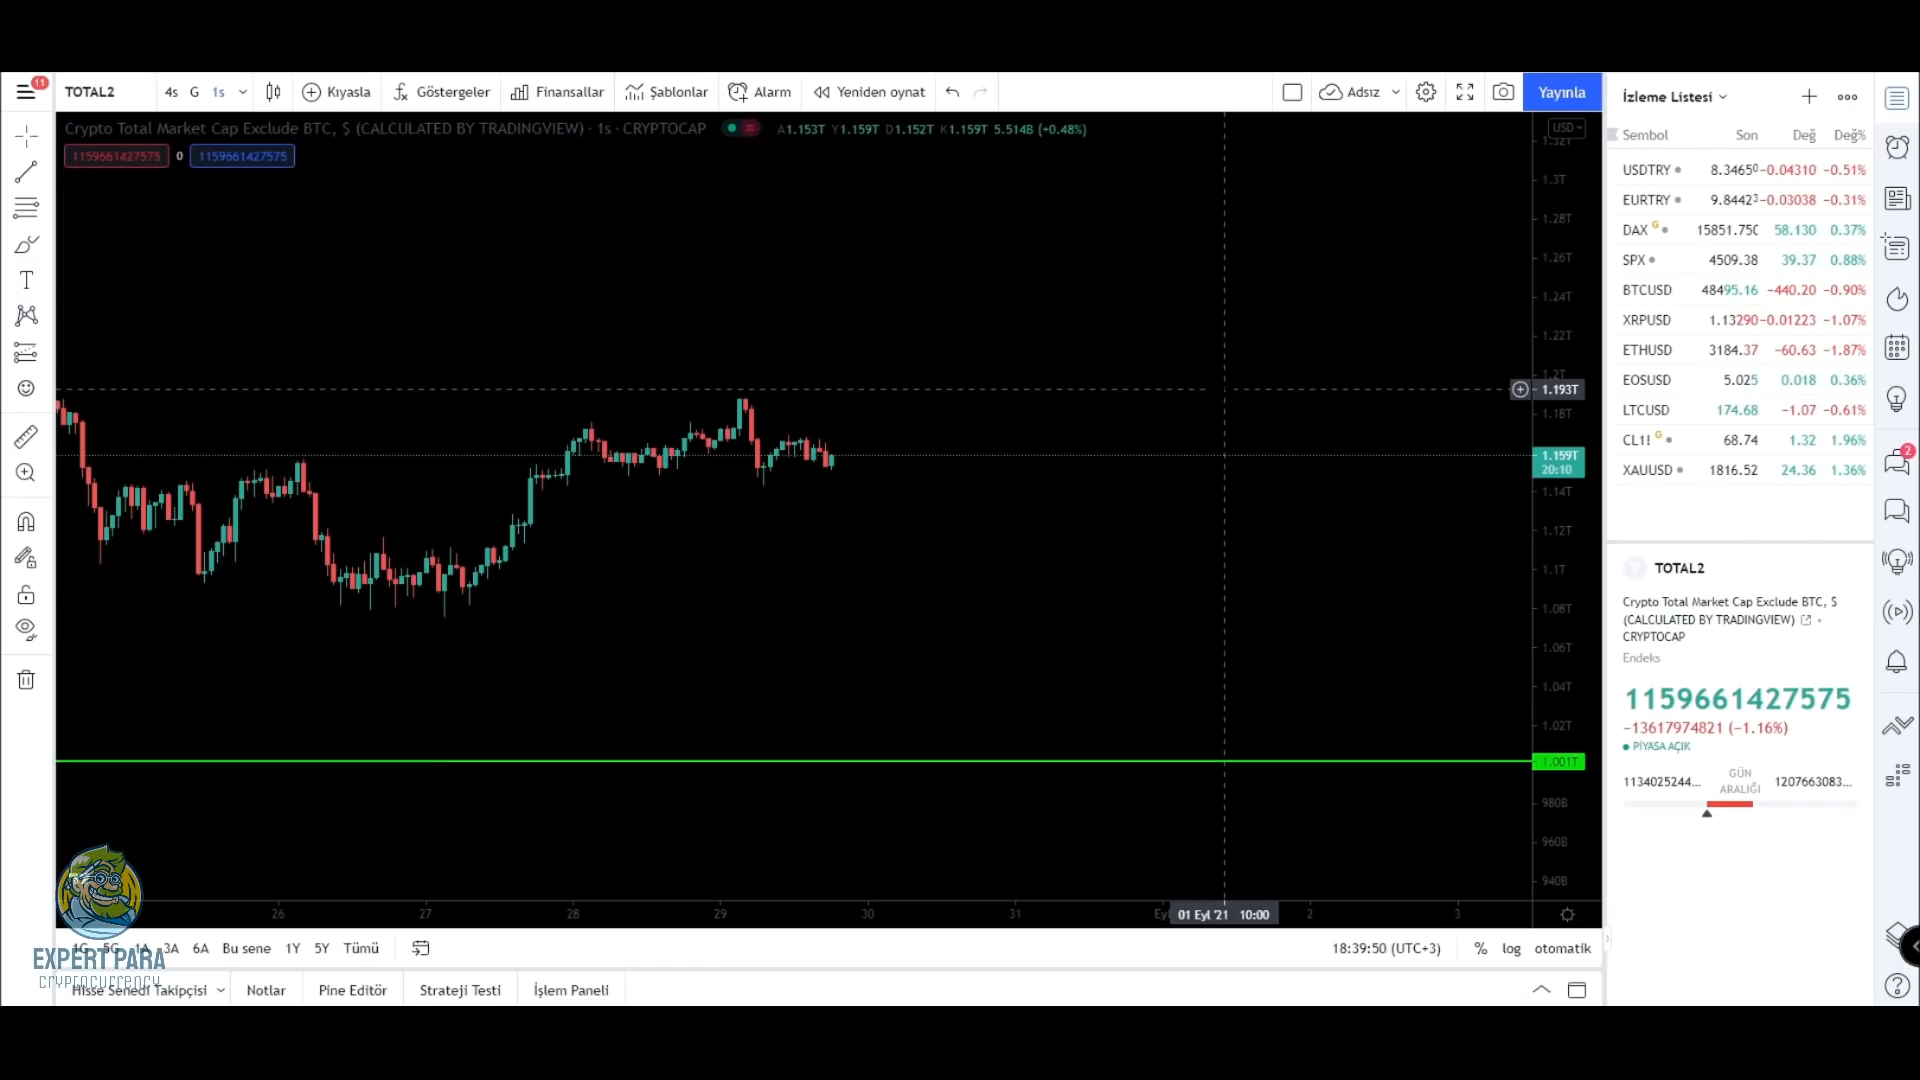 11
TOTAL2
4s G 1s
Kıyasla
Göstergeler
Finansallar
Şablonlar
Alarm
Yeniden oynat
Adsız
Yayınla
Crypto Total Market Cap Exclude BTC, $ (CALCULATED BY TRADINGVIEW) · 1s · CRYPTOCAP
A1.153T Y1.159T D1.152T K1.159T 5.514B (+0.48%)
1159661427575 0 1159661427575
USD
1.32T
1.3T
1.28T
1.26T
1.24T
1.22T
1.2T
1.193T
1.18T
1.159T
20:10
1.14T
1.12T
1.1T
1.08T
1.06T
1.04T
1.02T
1.001T
980B
960B
940B
26 27 28 29 30 31 Eyl 01 Eyl '21 10:00 2 3
1G 5G 1A 3A 6A Bu sene 1Y 5Y Tümü
18:39:50 (UTC+3) % log otomatik
EXPERT PARA
CRYPTOCURRENCY
Hisse Senedi Takipçisi Notlar Pine Editör Strateji Testi İşlem Paneli
İzleme Listesi
Sembol Son Değ Değ%
USDTRY 8.34650 −0.04310 −0.51%
EURTRY 9.84423 −0.03038 −0.31%
DAX G 15851.750 58.130 0.37%
SPX 4509.38 39.37 0.88%
BTCUSD 48495.16 −440.20 −0.90%
XRPUSD 1.13290 −0.01223 −1.07%
ETHUSD 3184.37 −60.63 −1.87%
EOSUSD 5.025 0.018 0.36%
LTCUSD 174.68 −1.07 −0.61%
CL1! G 68.74 1.32 1.96%
XAUUSD 1816.52 24.36 1.36%
T TOTAL2
Crypto Total Market Cap Exclude BTC, $
(CALCULATED BY TRADINGVIEW)
CRYPTOCAP
Endeks
1159661427575
−13617974821 (−1.16%)
PİYASA AÇIK
1134025244... GÜN 1207663083...
ARALIĞI
2